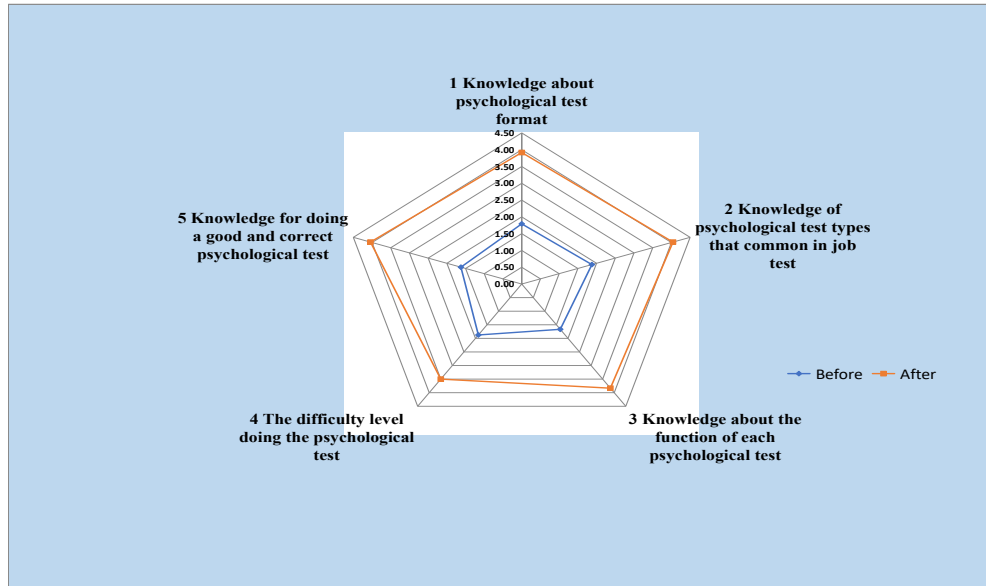 1 Knowledge about
psychological test
format
4.50
4.00
3.50
3.00
2.50
2.00
1.50
1.00
0.50
0.00
2 Knowledge of
psychological test types
that common in job
test
5 Knowledge for doing
a good and correct
psychological test
Before
After
4 The difficulty level
doing the psychological
test
3 Knowledge about the
function of each
psychological test